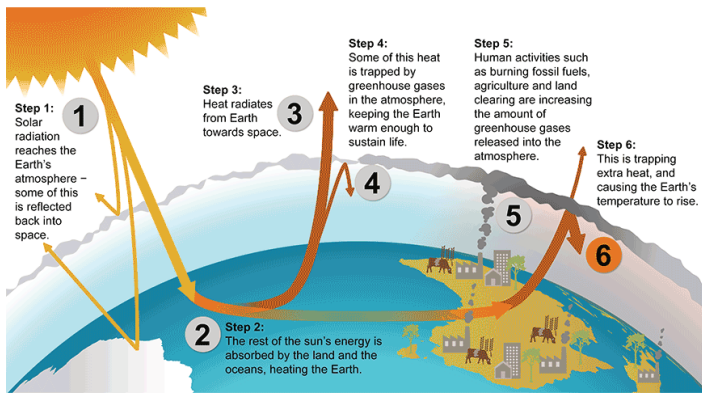 Step 1:
Solar
radiation
reaches the
Earth's
atmosphere –
some of this
is reflected
back into
space.
1
2
Step 2:
The rest of the sun's energy is
absorbed by the land and the
oceans, heating the Earth.
Step 3:
Heat radiates
from Earth
towards space.
3
Step 4:
Some of this heat
is trapped by
greenhouse gases
in the atmosphere,
keeping the Earth
warm enough to
sustain life.
4
Step 5:
Human activities such
as burning fossil fuels,
agriculture and land
clearing are increasing
the amount of
greenhouse gases
released into the
atmosphere.
5
Step 6:
This is trapping
extra heat, and
causing the Earth's
temperature to rise.
6